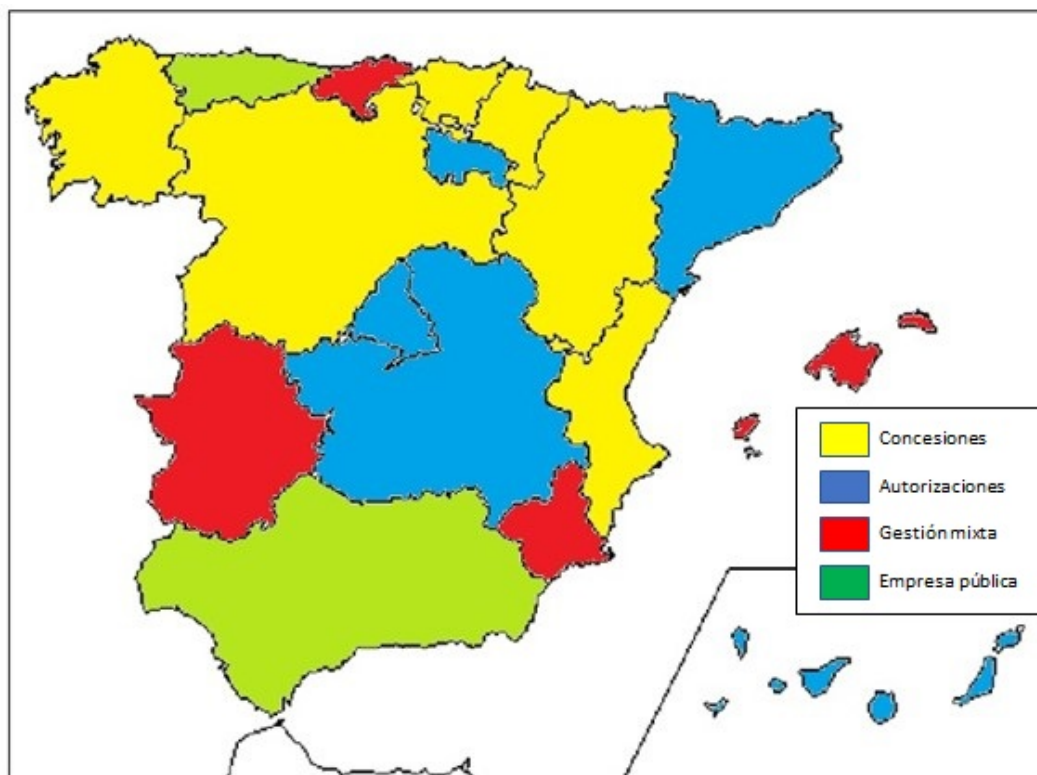 Concesiones
Autorizaciones
Gestión mixta
Empresa pública